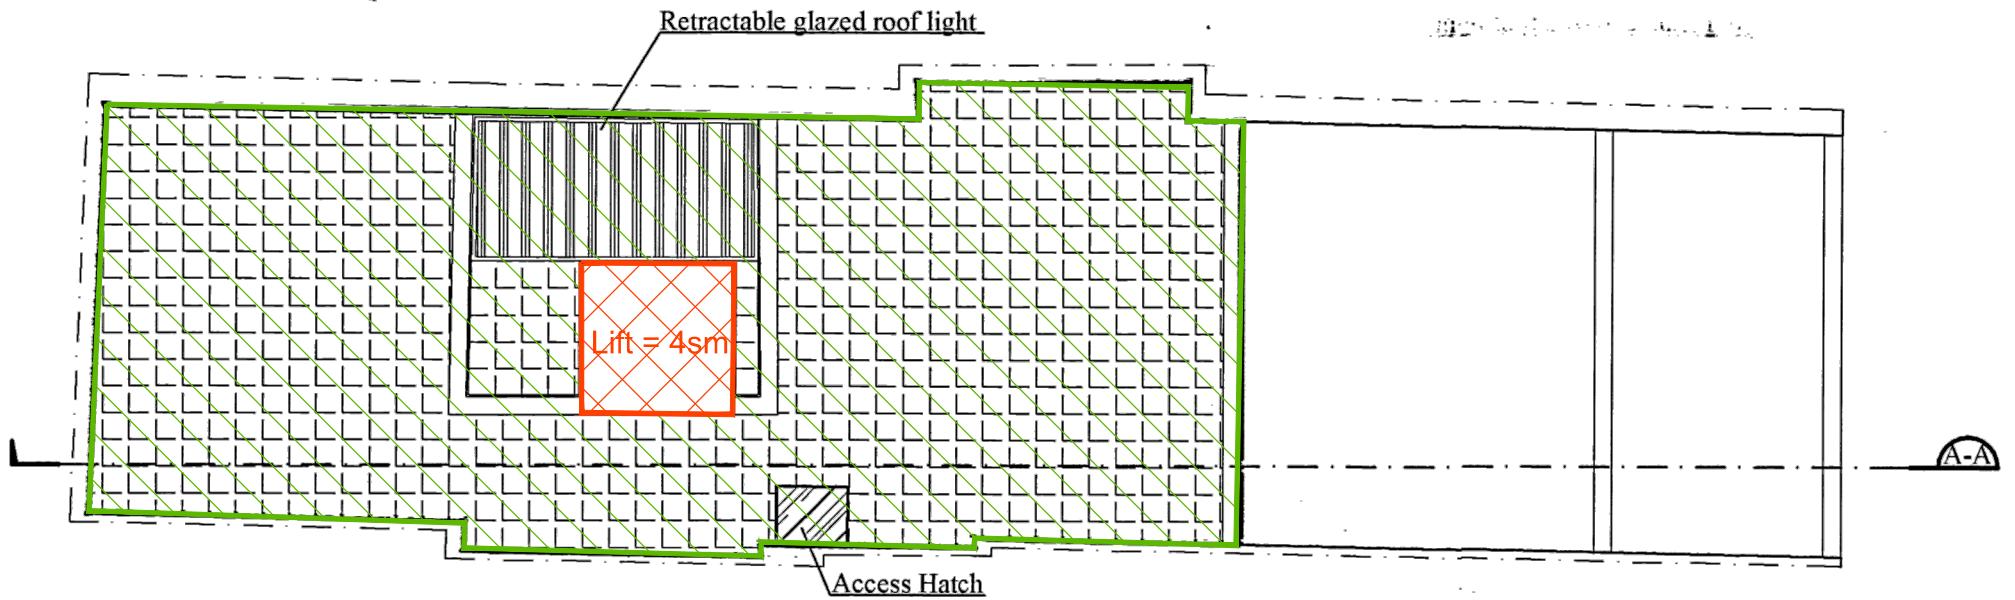 Retractable glazed roof light
Lift = 4sm
A-A
Access Hatch